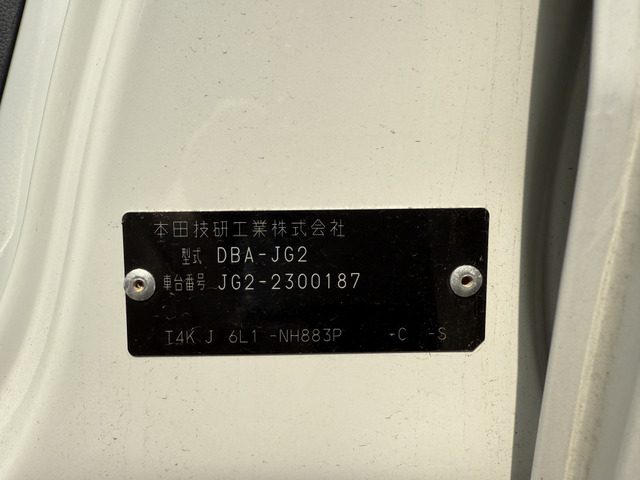 本田技研工業株式会社
型式 DBA-JG2
車台番号 JG2-2300187
T4K J 6L1 -NH883P -C -S